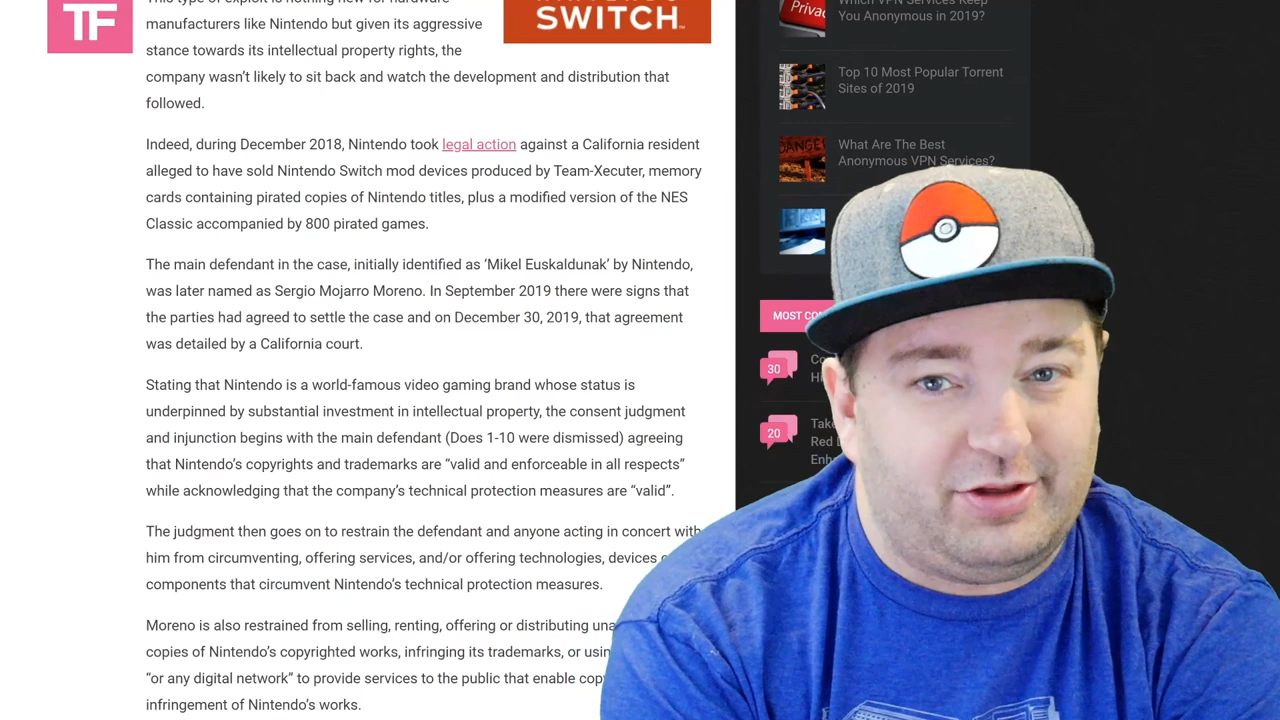 This type of exploit is nothing new for hardware
manufacturers like Nintendo but given its aggressive
stance towards its intellectual property rights, the
company wasn’t likely to sit back and watch the development and distribution that
followed.
Indeed, during December 2018, Nintendo took legal action against a California resident
alleged to have sold Nintendo Switch mod devices produced by Team-Xecuter, memory
cards containing pirated copies of Nintendo titles, plus a modified version of the NES
Classic accompanied by 800 pirated games.
The main defendant in the case, initially identified as ‘Mikel Euskaldunak’ by Nintendo,
was later named as Sergio Mojarro Moreno. In September 2019 there were signs that
the parties had agreed to settle the case and on December 30, 2019, that agreement
was detailed by a California court.
Stating that Nintendo is a world-famous video gaming brand whose status is
underpinned by substantial investment in intellectual property, the consent judgment
and injunction begins with the main defendant (Does 1-10 were dismissed) agreeing
that Nintendo’s copyrights and trademarks are “valid and enforceable in all respects”
while acknowledging that the company’s technical protection measures are “valid”.
The judgment then goes on to restrain the defendant and anyone acting in concert with
him from circumventing, offering services, and/or offering technologies, devices
components that circumvent Nintendo’s technical protection measures.
Moreno is also restrained from selling, renting, offering or distributing
copies of Nintendo’s copyrighted works, infringing its trademarks, or
“or any digital network” to provide services to the public that enable
infringement of Nintendo’s works.
TF
SWITCH
Which VPN Services Keep
You Anonymous in 2019?
Top 10 Most Popular Torrent
Sites of 2019
DANGER
What Are The Best
Anonymous VPN Services?
MOST
30
20
Red